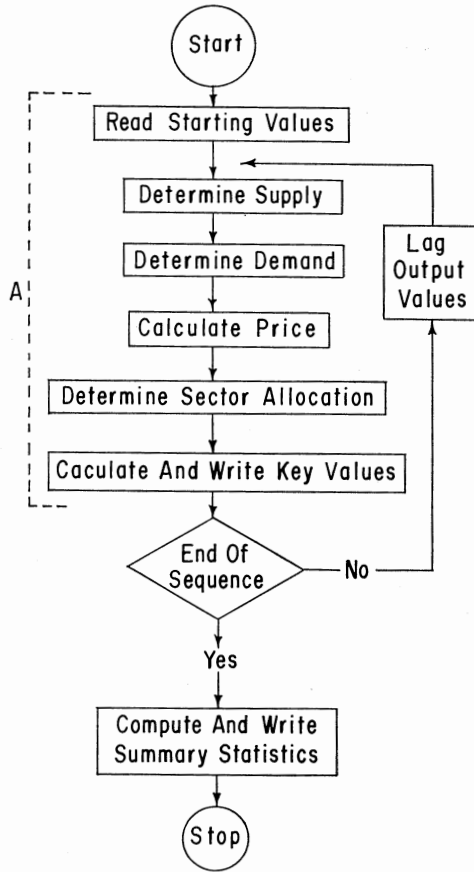 Start
Read Starting Values
Determine Supply
Determine Demand
Lag
Output
Values
A
Calculate Price
Determine Sector Allocation
Caculate And Write Key Values
End Of
Sequence
No
Yes
Compute And Write
Summary Statistics
Stop